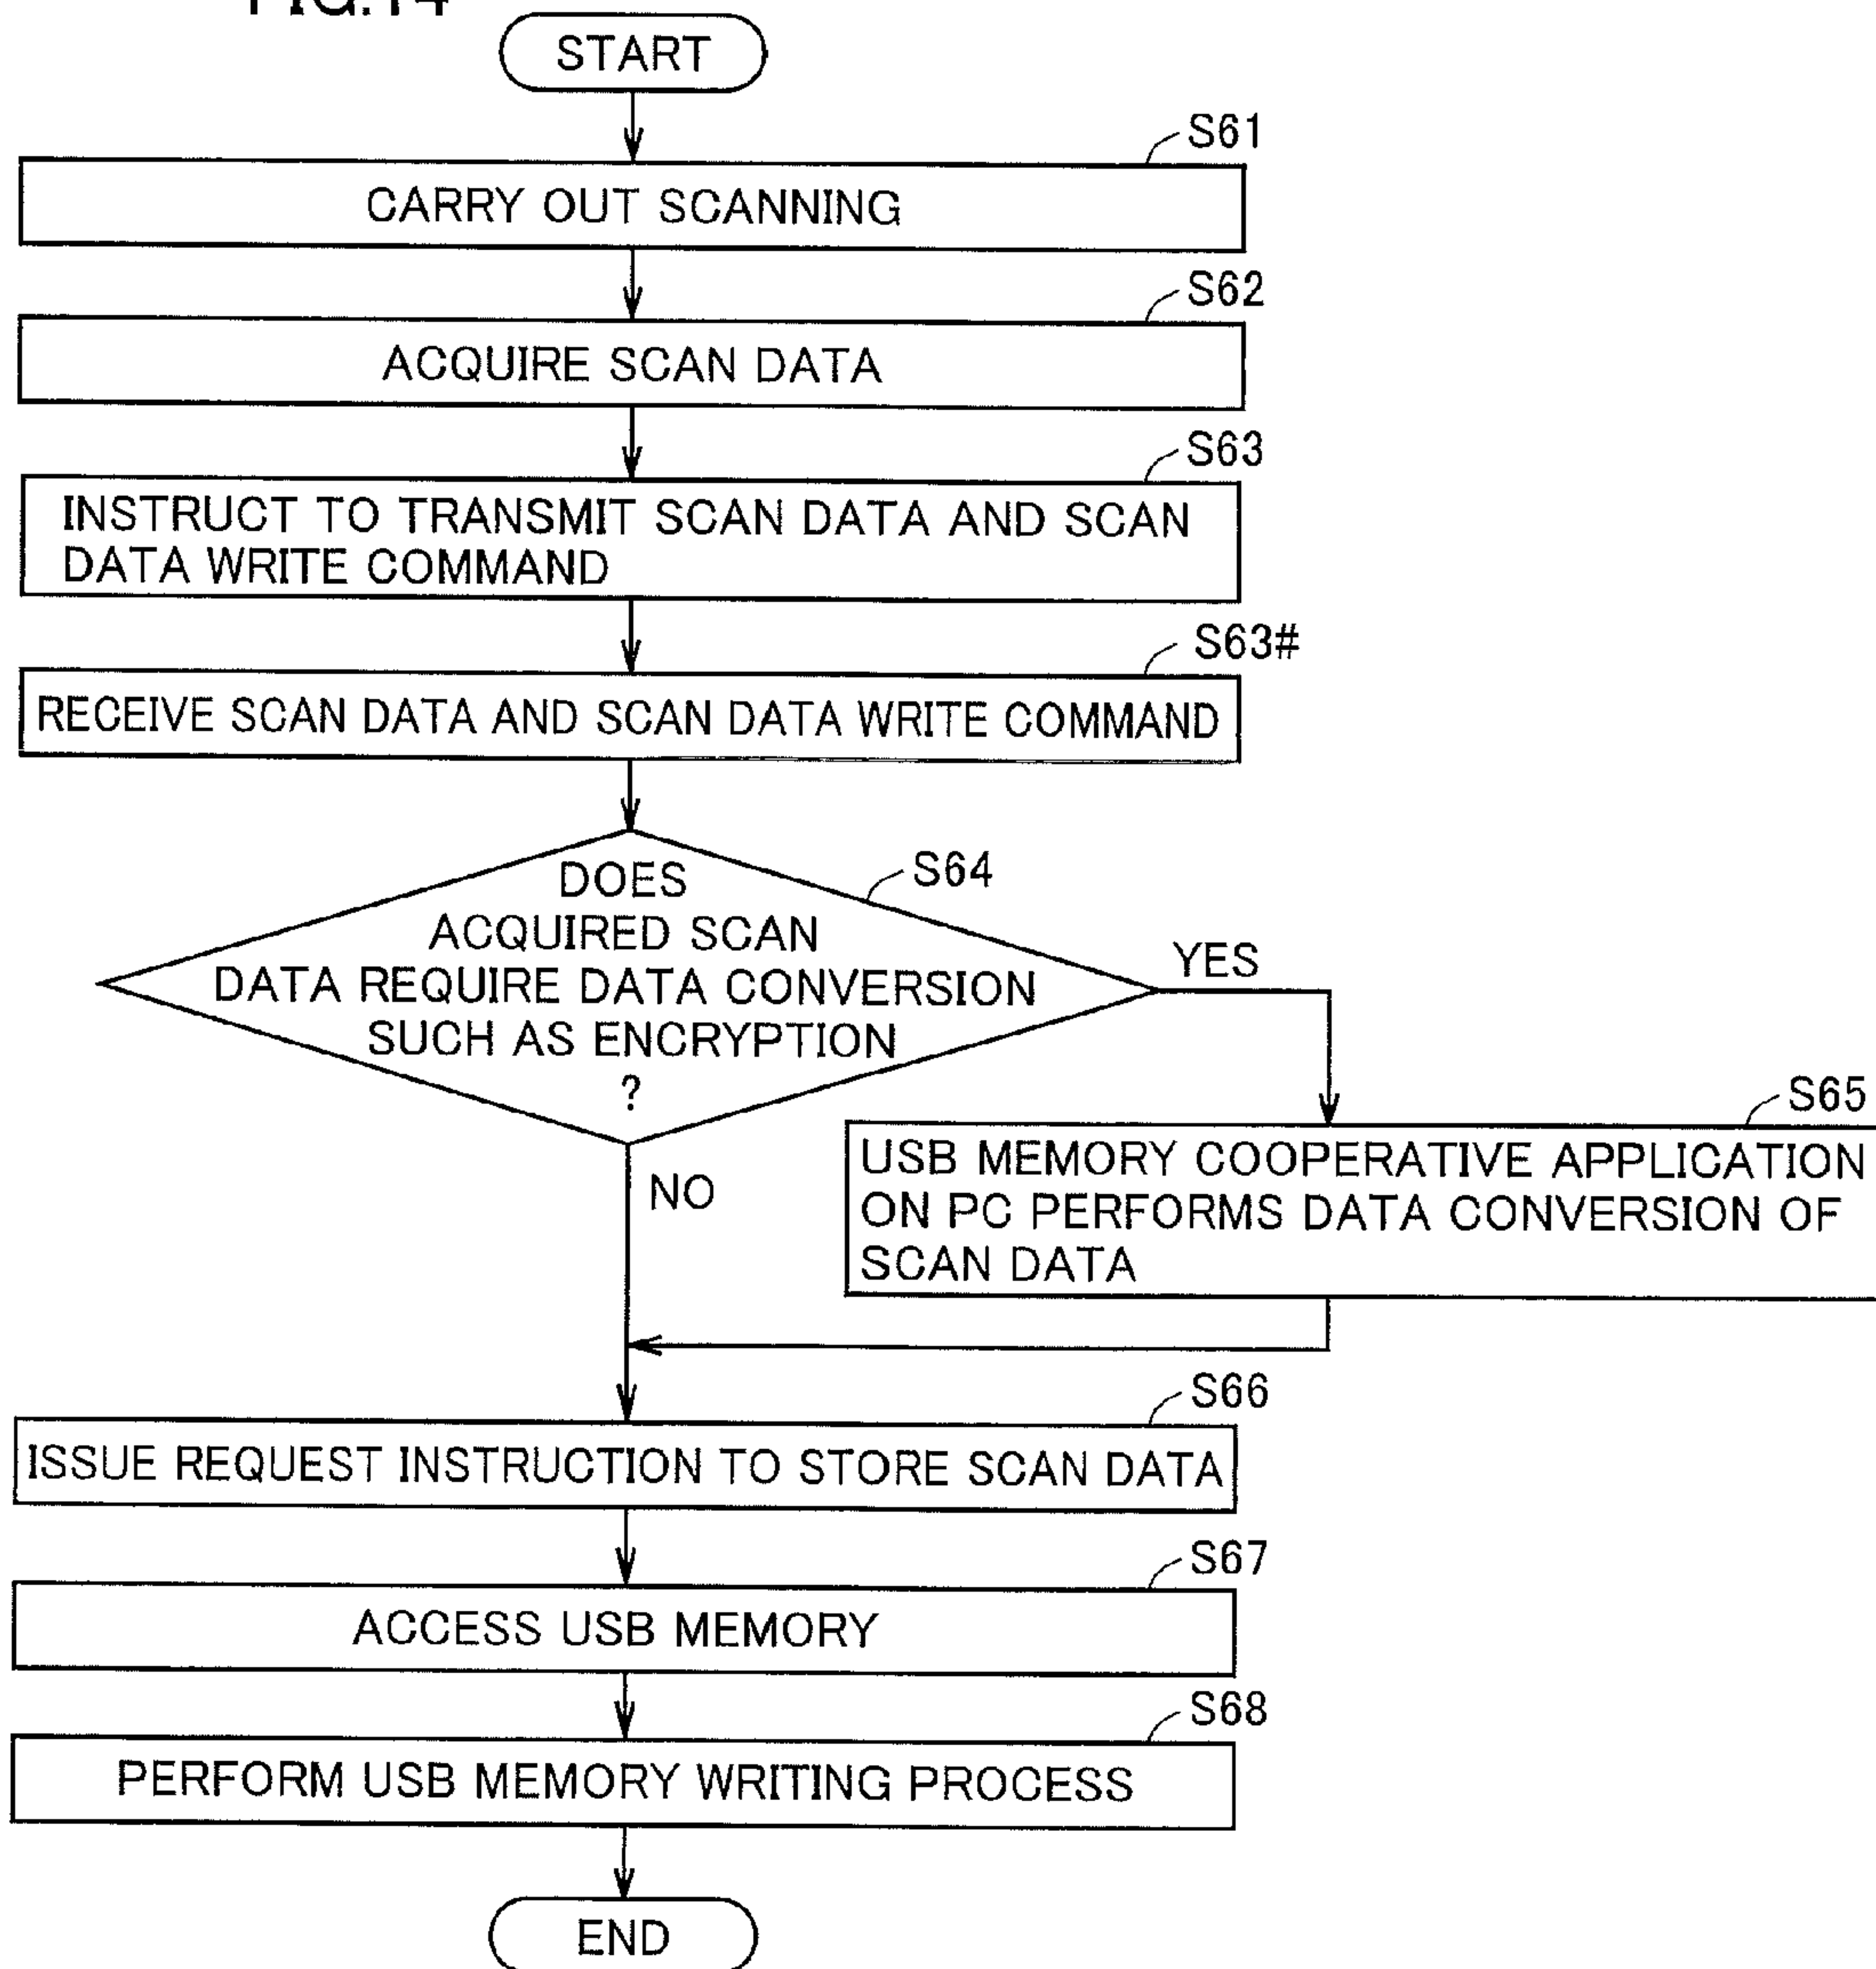 FIG.14
START
S61
CARRY OUT SCANNING
S62
ACQUIRE SCAN DATA
S63
INSTRUCT TO TRANSMIT SCAN DATA AND SCAN
DATA WRITE COMMAND
S63#
RECEIVE SCAN DATA AND SCAN DATA WRITE COMMAND
S64
DOES
ACQUIRED SCAN
DATA REQUIRE DATA CONVERSION
SUCH AS ENCRYPTION
?
YES
NO
S65
USB MEMORY COOPERATIVE APPLICATION
ON PC PERFORMS DATA CONVERSION OF
SCAN DATA
S66
ISSUE REQUEST INSTRUCTION TO STORE SCAN DATA
S67
ACCESS USB MEMORY
S68
PERFORM USB MEMORY WRITING PROCESS
END